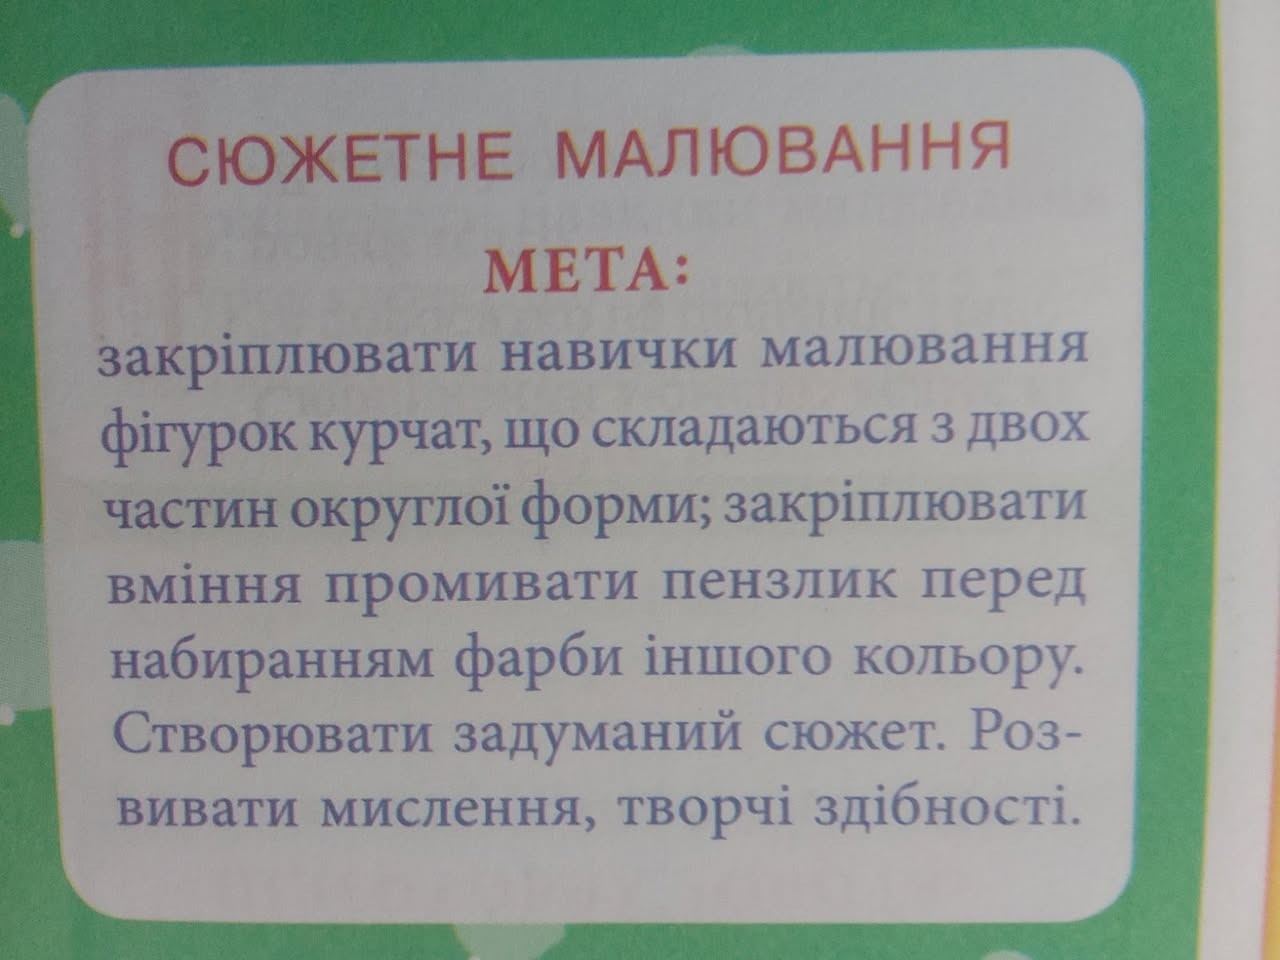 СЮЖЕТНЕ МАЛЮВАННЯ
МЕТА:
закріплювати навички малювання
фігурок курчат, що складаються з двох
частин округлої форми; закріплювати
вміння промивати пензлик перед
набиранням фарби іншого кольору.
Створювати задуманий сюжет. Роз-
вивати мислення, творчі здібності.